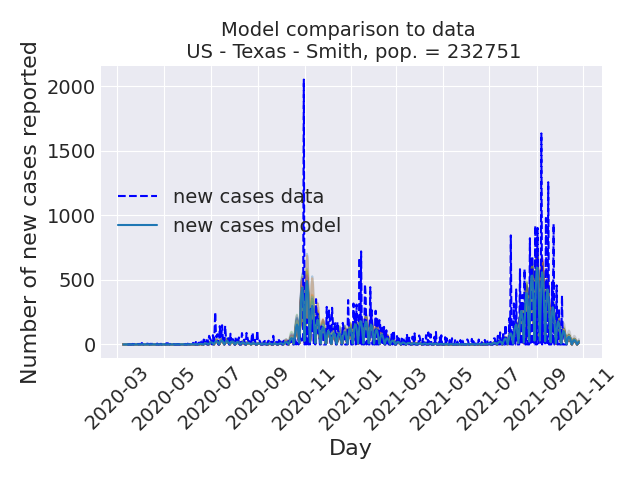 Model comparison to data
US - Texas - Smith, pop. = 232751
Number of new cases reported
2000
1500
1000
500
0
new cases data
new cases model
2020-03
2020-05
2020-07
2020-09
2020-11
2021-01
2021-03
2021-05
2021-07
2021-09
2021-11
Day